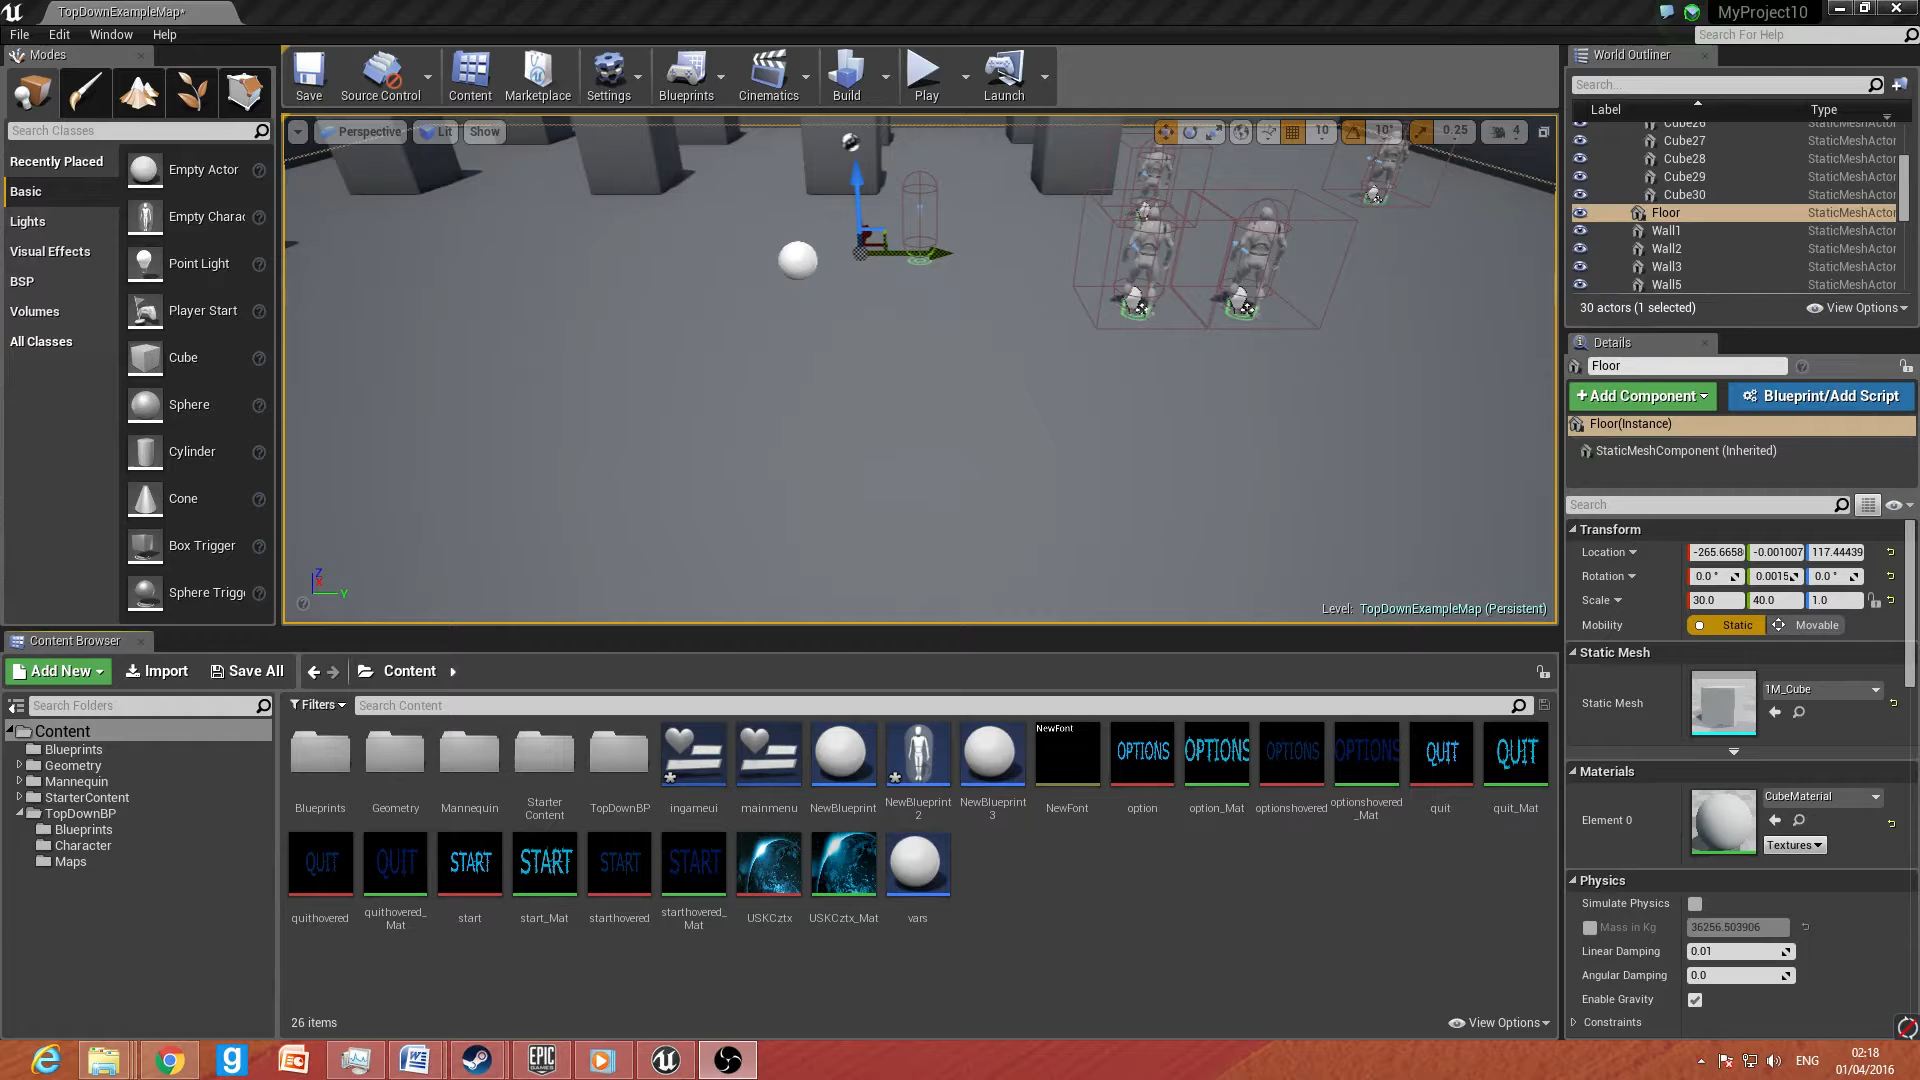 TopDownExampleMap*
MyProject10
File Edit Window Help
Search For Help
Modes
Search Classes
Recently Placed
Basic
Lights
Visual Effects
BSP
Volumes
All Classes
Empty Actor
Empty Charac
Point Light
Player Start
Cube
Sphere
Cylinder
Cone
Box Trigger
Sphere Trigge
Save
Source Control
Content
Marketplace
Settings
Blueprints
Cinematics
Build
Play
Launch
Perspective
Lit
Show
10
10°
0.25
4
Z
Y
Level: TopDownExampleMap (Persistent)
World Outliner
Search...
Label Type
Cube26 StaticMeshActor
Cube27 StaticMeshActor
Cube28 StaticMeshActor
Cube29 StaticMeshActor
Cube30 StaticMeshActor
Floor StaticMeshActor
Wall1 StaticMeshActor
Wall2 StaticMeshActor
Wall3 StaticMeshActor
Wall5 StaticMeshActor
30 actors (1 selected)
View Options
Details
Floor
+Add Component
Blueprint/Add Script
Floor(Instance)
StaticMeshComponent (Inherited)
Search
Transform
Location -265.6658 -0.001007 117.44439
Rotation 0.0 ° 0.0015 0.0 °
Scale 30.0 40.0 1.0
Mobility Static Movable
Static Mesh
Static Mesh 1M_Cube
Materials
Element 0 CubeMaterial
Textures
Physics
Simulate Physics
Mass in Kg 36256.503906
Linear Damping 0.01
Angular Damping 0.0
Enable Gravity
Constraints
Content Browser
Add New
Import
Save All
Content
Search Folders
Filters
Search Content
Content
Blueprints
Geometry
Mannequin
StarterContent
TopDownBP
Blueprints
Character
Maps
NewFont
OPTIONS
OPTIONS
OPTIONS
OPTIONS
QUIT
QUIT
Blueprints
Geometry
Mannequin
Starter Content
TopDownBP
ingameui
mainmenu
NewBlueprint
NewBlueprint2
NewBlueprint3
NewFont
option
option_Mat
optionshovered
optionshovered_Mat
quit
quit_Mat
QUIT
QUIT
START
START
START
START
quithovered
quithovered_Mat
start
start_Mat
starthovered
starthovered_Mat
USKCztx
USKCztx_Mat
vars
26 items
View Options
EPIC GAMES
ENG
02:18
01/04/2016